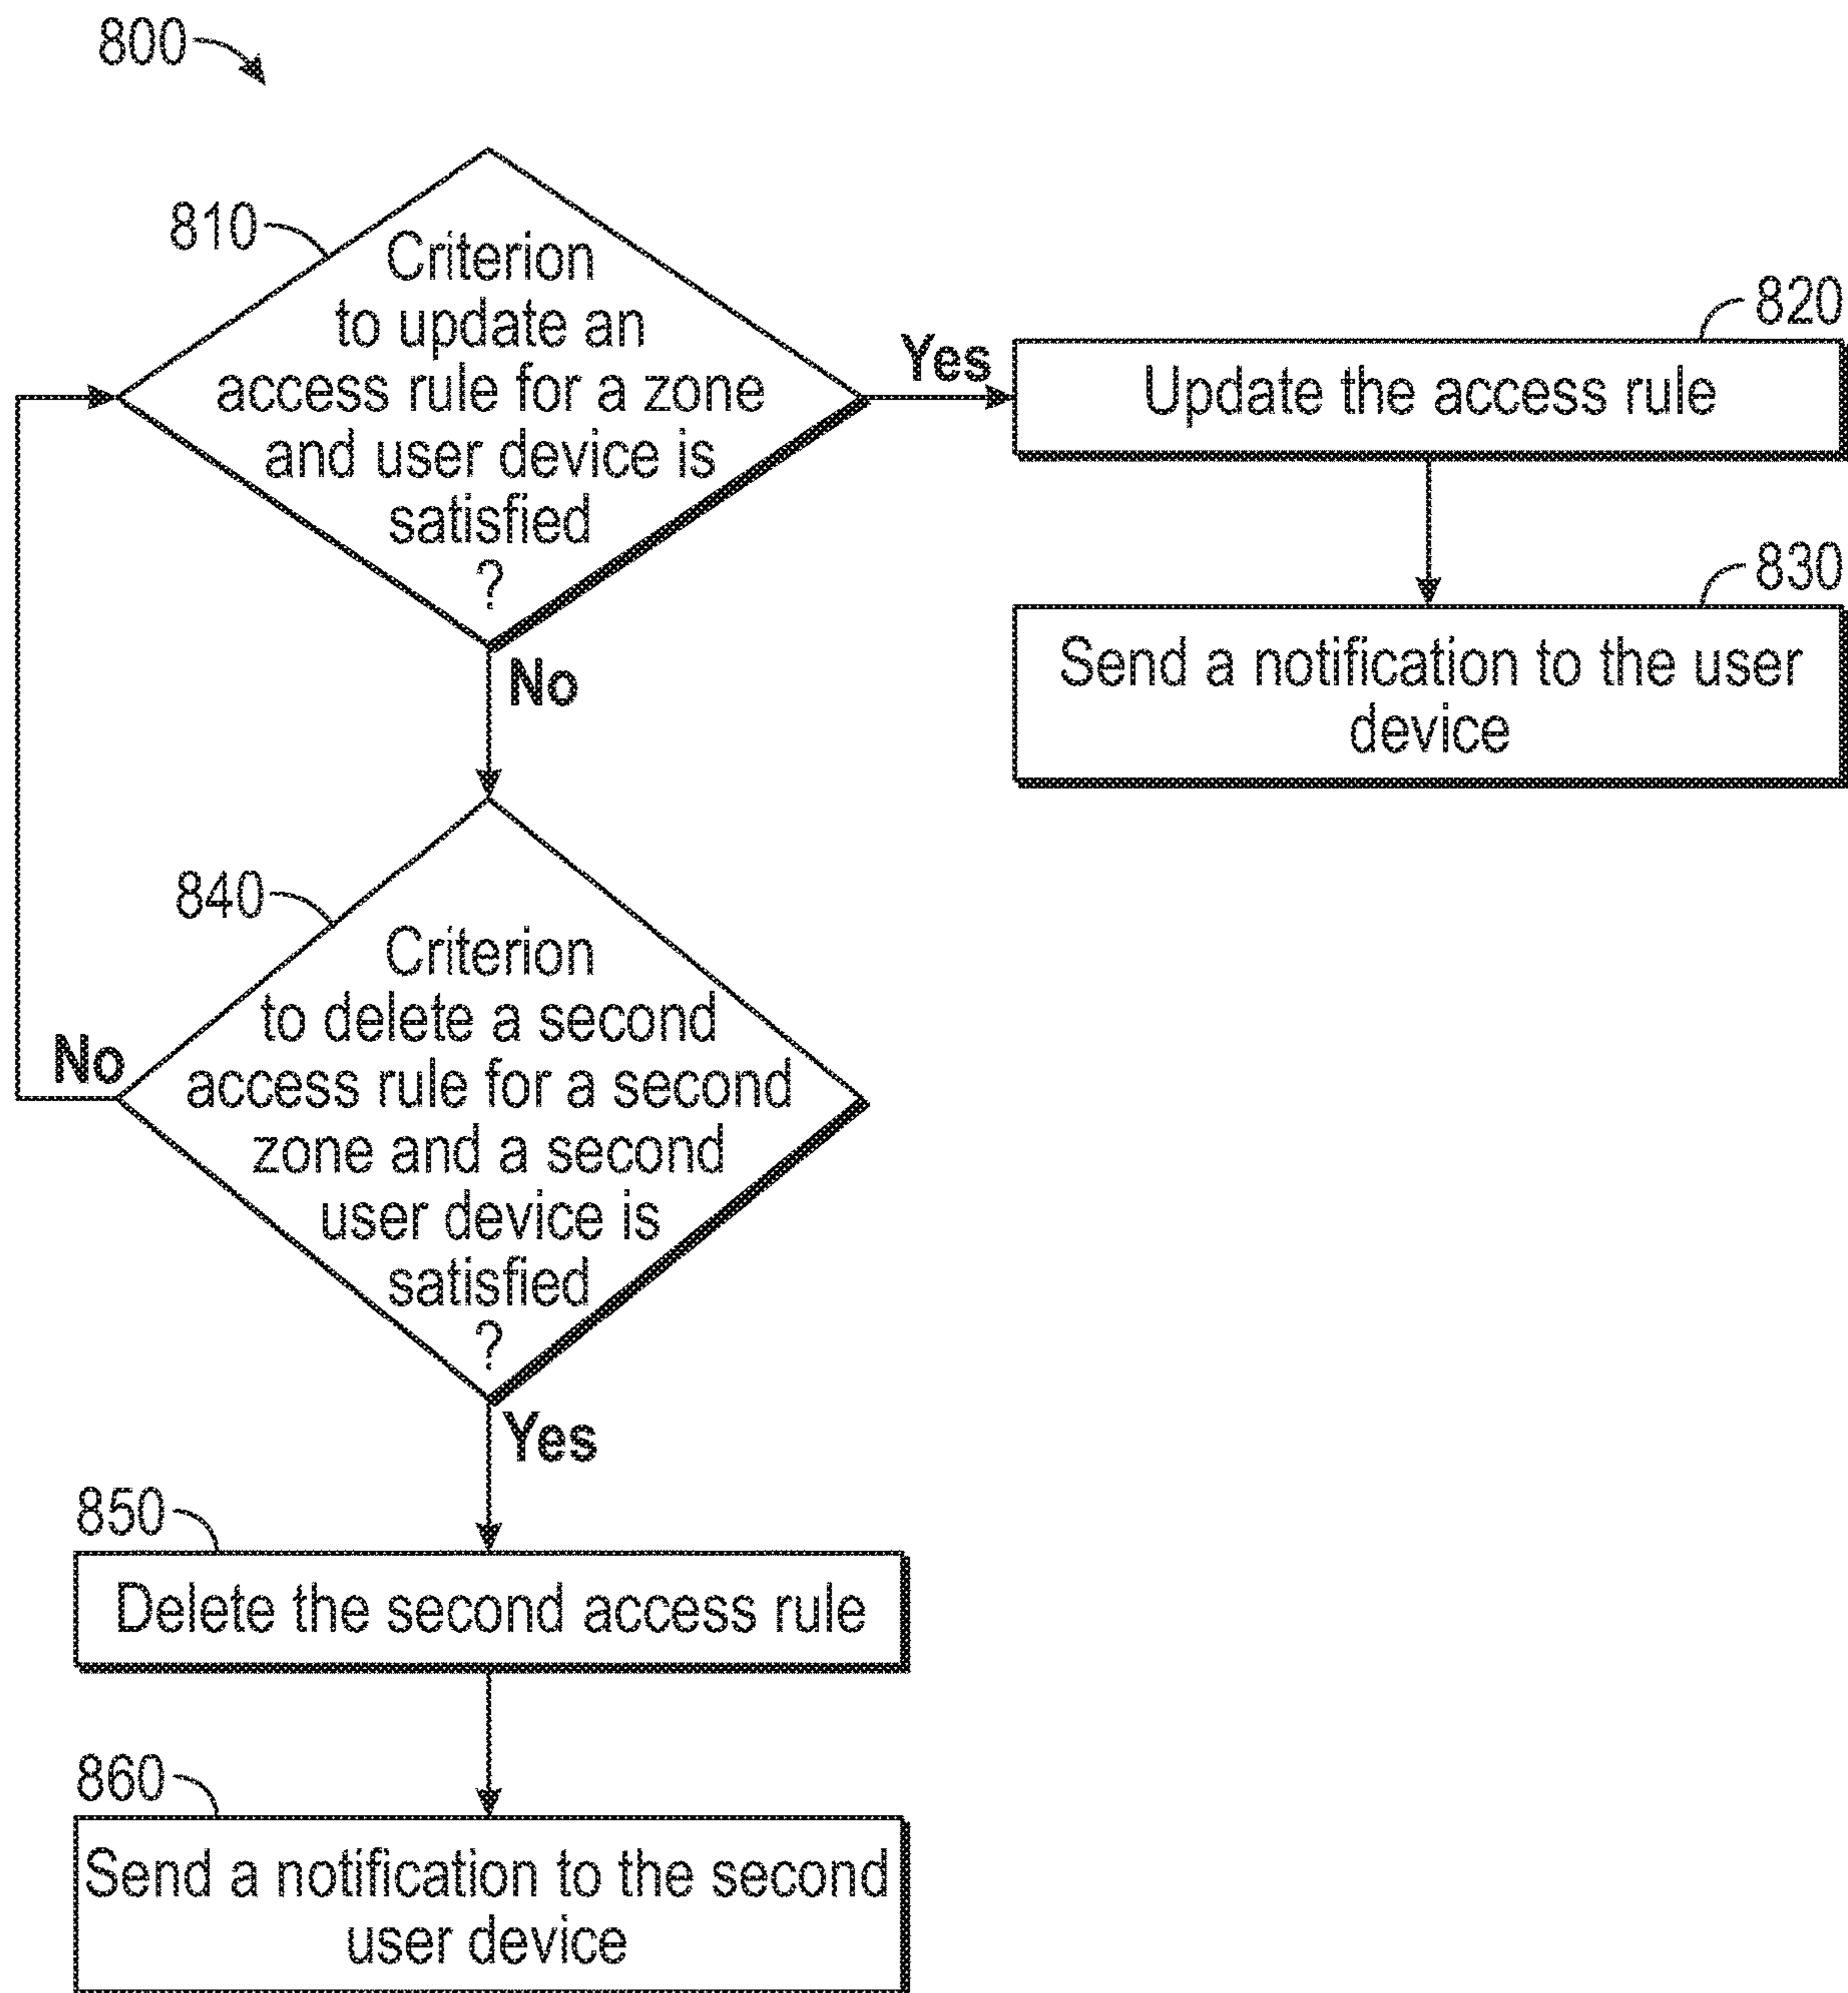 800
810
Criterion
to update an
access rule for a zone
and user device is
satisfied
?
Yes
820
Update the access rule
830
Send a notification to the user
device
No
840
Criterion
to delete a second
access rule for a second
zone and a second
user device is
satisfied
?
No
Yes
850
Delete the second access rule
860
Send a notification to the second
user device